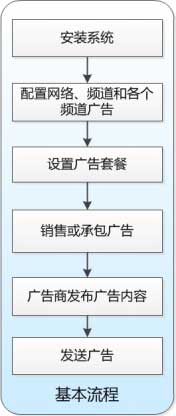 安装系统
配置网络、频道和各个
频道广告
设置广告套餐
销售或承包广告
广告商发布广告内容
发送广告
基本流程